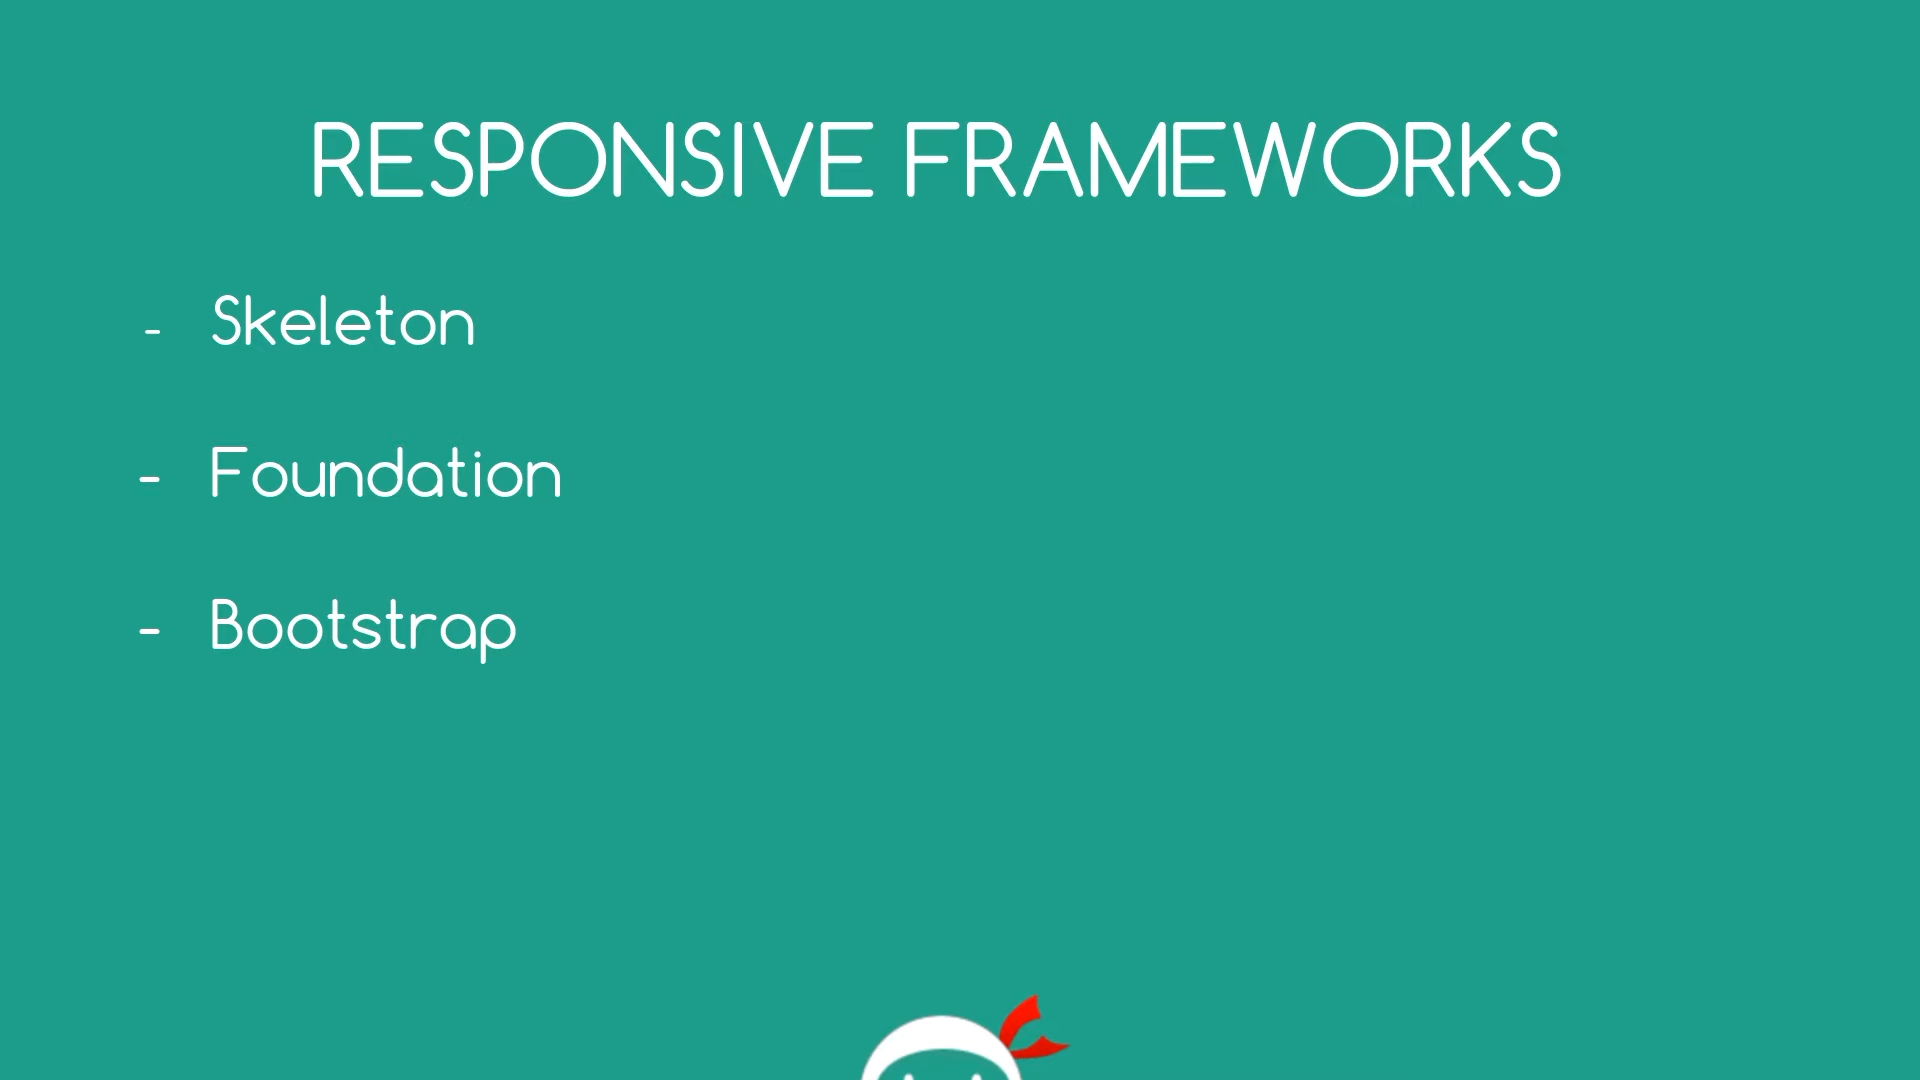 RESPONSIVE FRAMEWORKS
- Skeleton
- Foundation
- Bootstrap